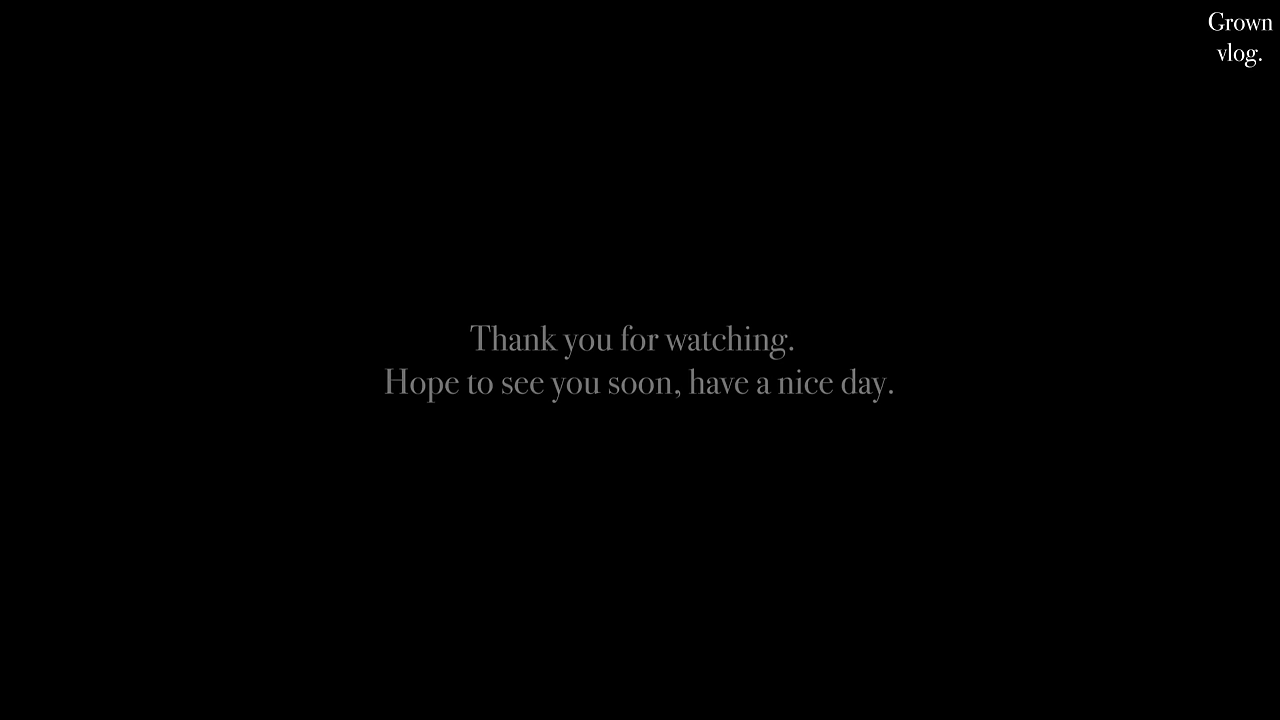 Grown
vlog.
Thank you for watching.
Hope to see you soon, have a nice day.